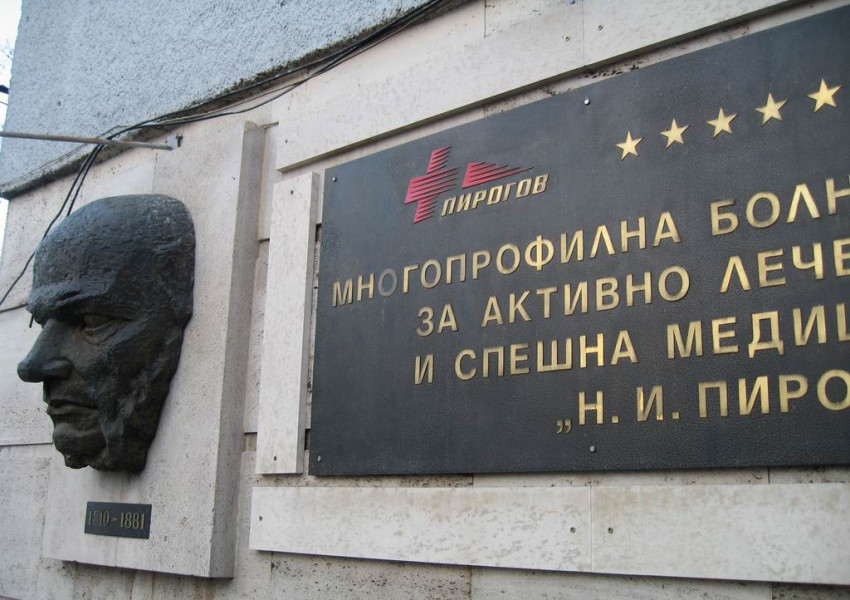 ПИРОГОВ
МНОГОПРОФИЛНА БОЛН
ЗА АКТИВНО ЛЕЧЕ
И СПЕШНА МЕДИЦ
„Н. И. ПИРО
1810-1881